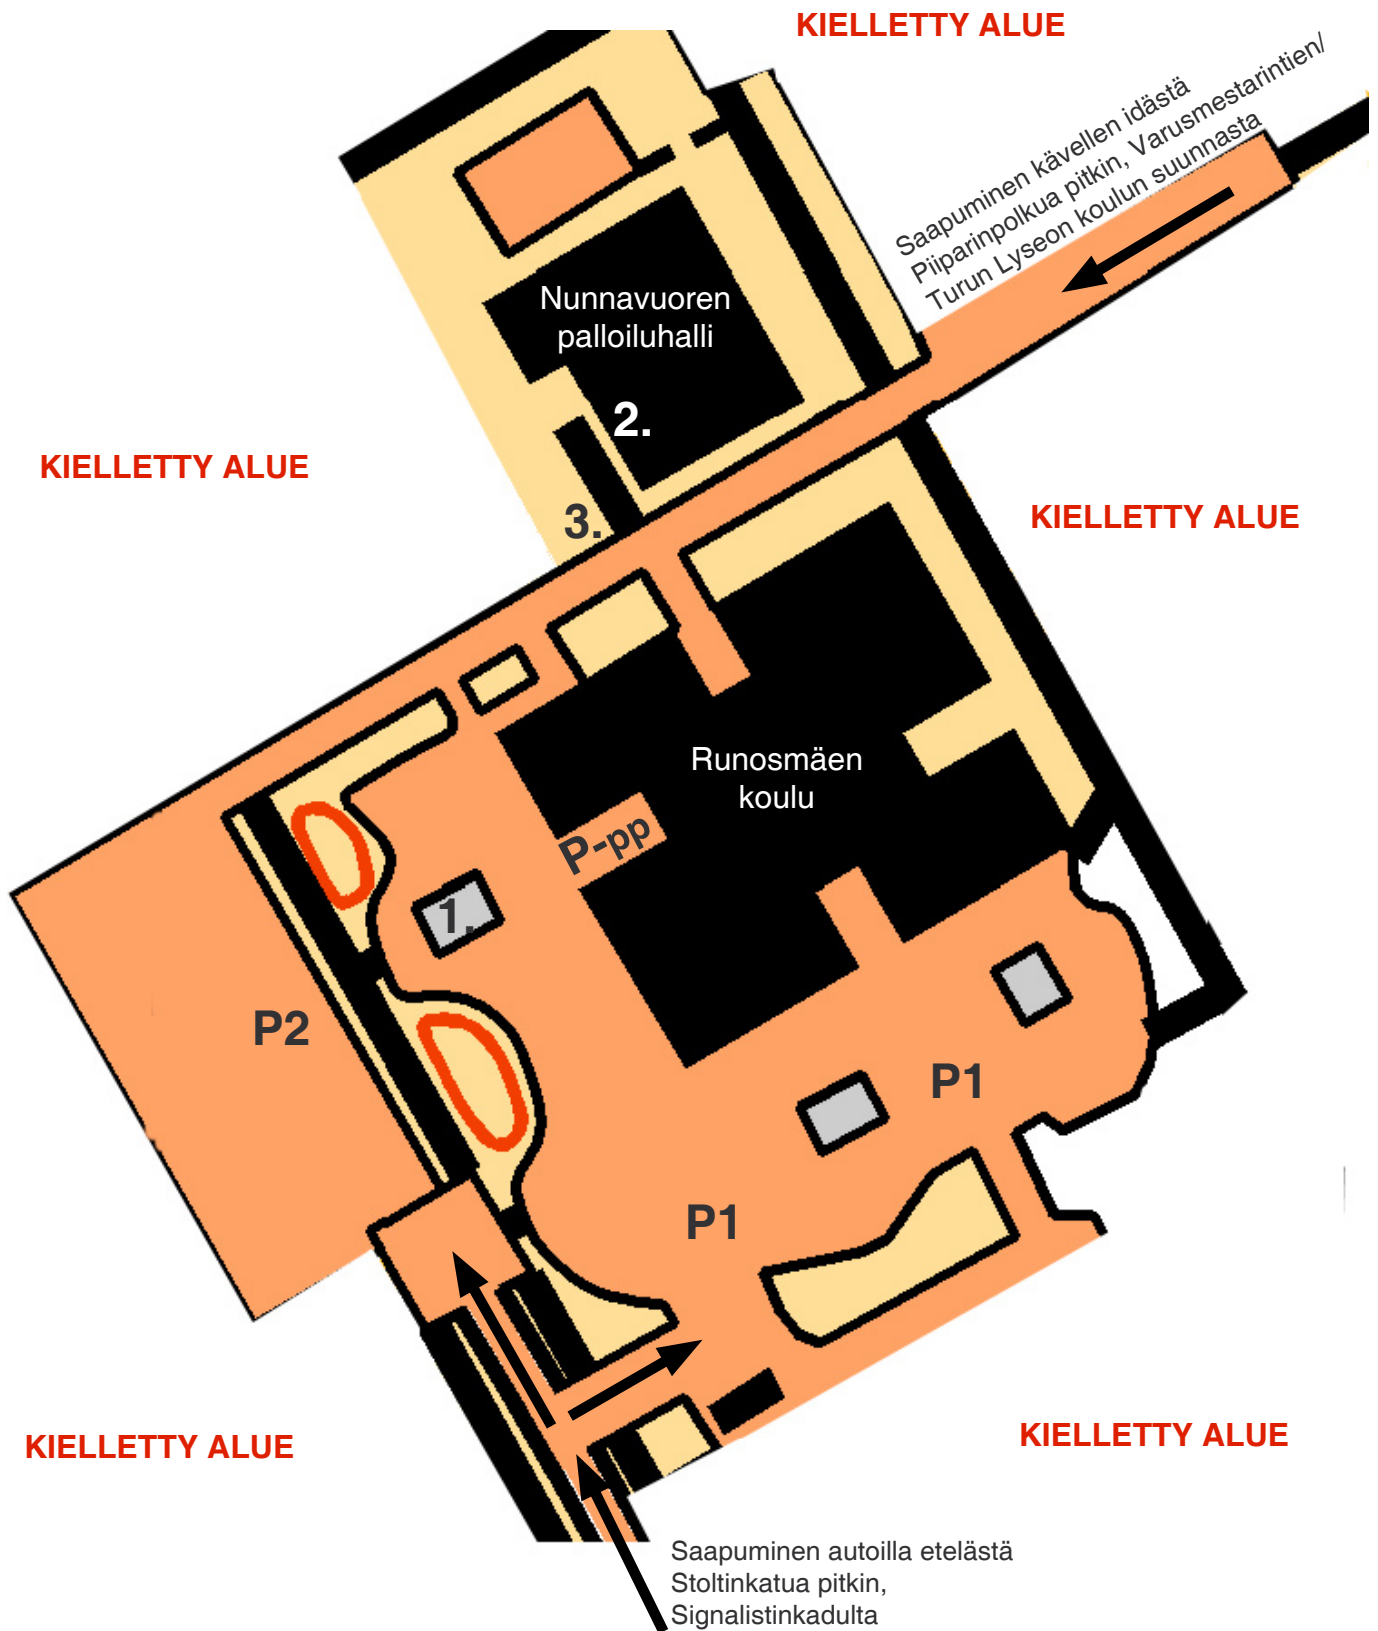 KIELLETTY ALUE
Saapuminen kävellen idästä
Piiparinpolkua pitkin, Varusmestarintien/
Turun Lyseon koulun suunnasta
Nunnavuoren
palloiluhalli
2.
KIELLETTY ALUE
3.
KIELLETTY ALUE
Runosmäen
koulu
P-pp
1.
P2
P1
P1
KIELLETTY ALUE
KIELLETTY ALUE
Saapuminen autoilla etelästä
Stoltinkatua pitkin,
Signalistinkadulta